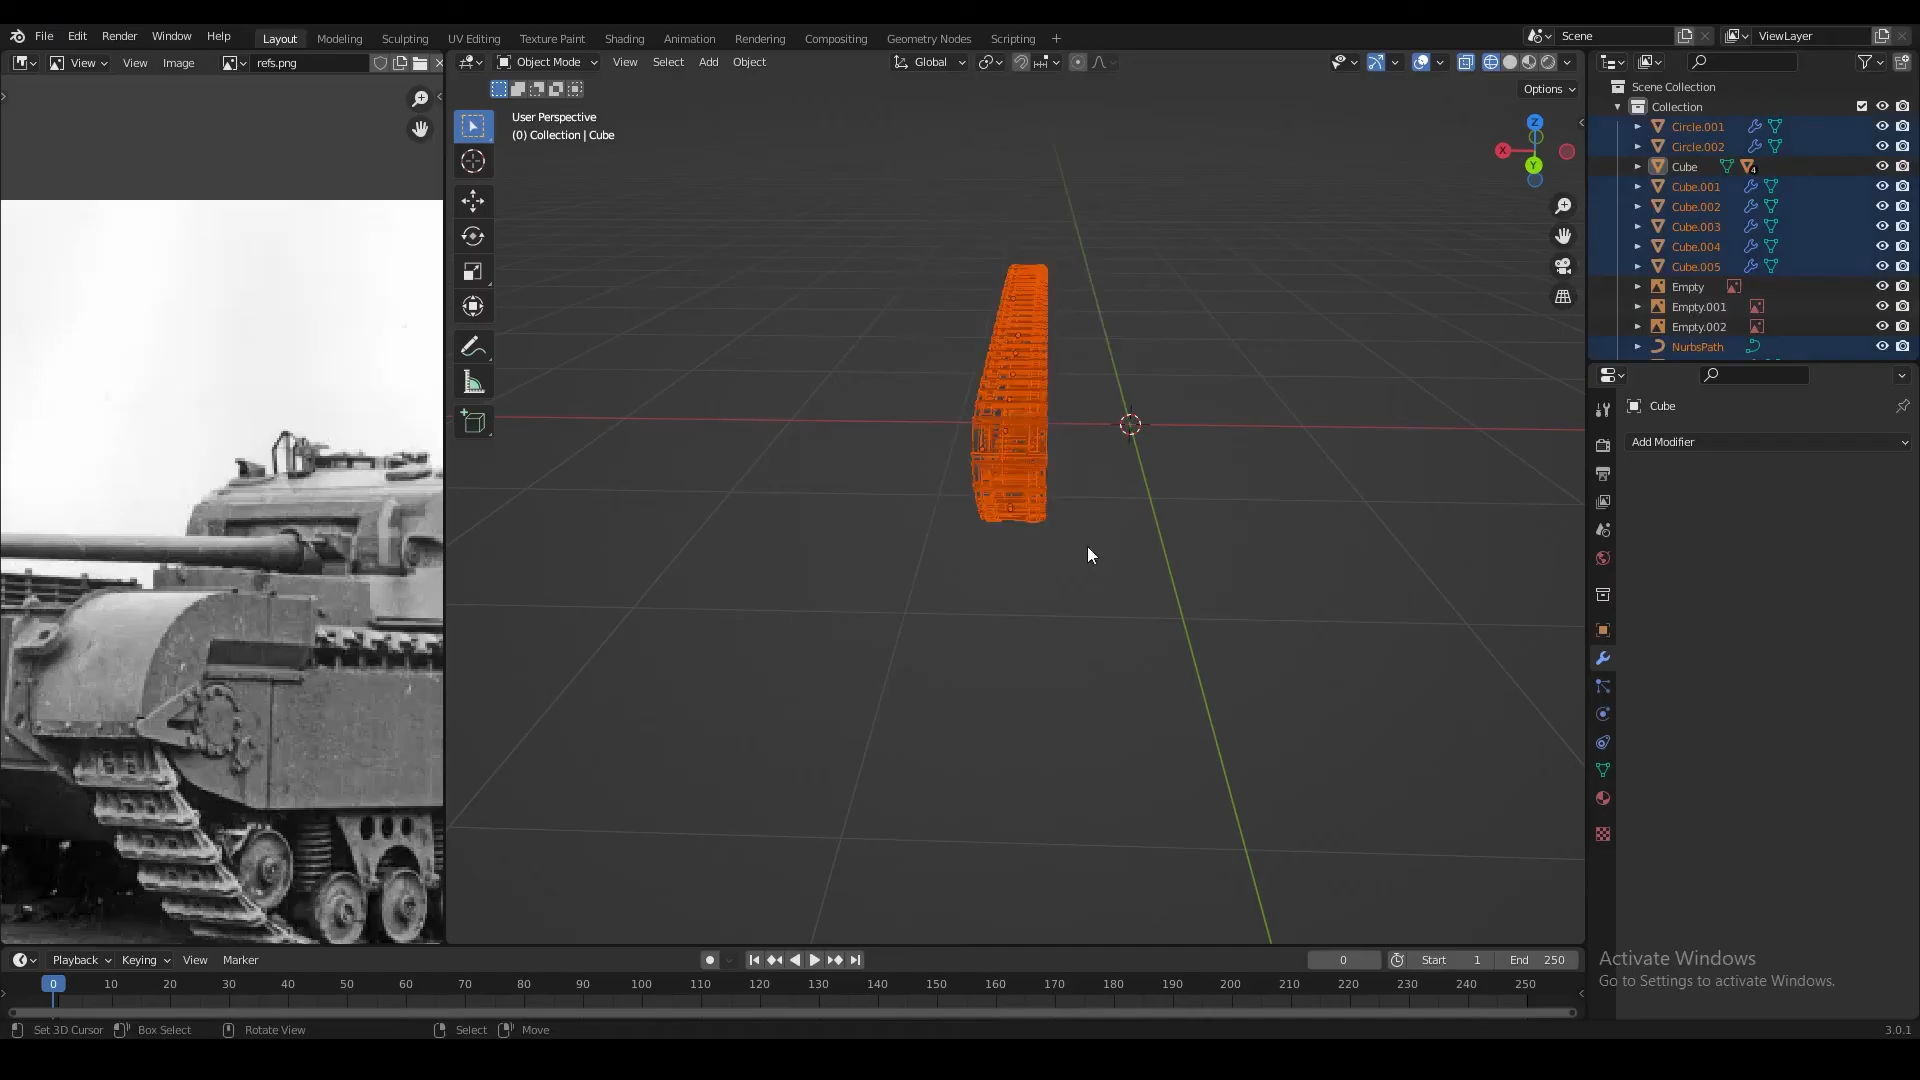 File Edit Render Window Help Layout Modeling Sculpting UV Editing Texture Paint Shading Animation Rendering Compositing Geometry Nodes Scripting + Scene ViewLayer
View View Image refs.png Object Mode View Select Add Object Global
Options
User Perspective
(0) Collection | Cube
Z
X
Y
Scene Collection
Collection
Circle.001
Circle.002
Cube 4
Cube.001
Cube.002
Cube.003
Cube.004
Cube.005
Empty
Empty.001
Empty.002
NurbsPath
Cube
Add Modifier
Playback Keying View Marker 0 Start 1 End 250
0 10 20 30 40 50 60 70 80 90 100 110 120 130 140 150 160 170 180 190 200 210 220 230 240 250
Activate Windows
Go to Settings to activate Windows.
Set 3D Cursor Box Select Rotate View Select Move 3.0.1